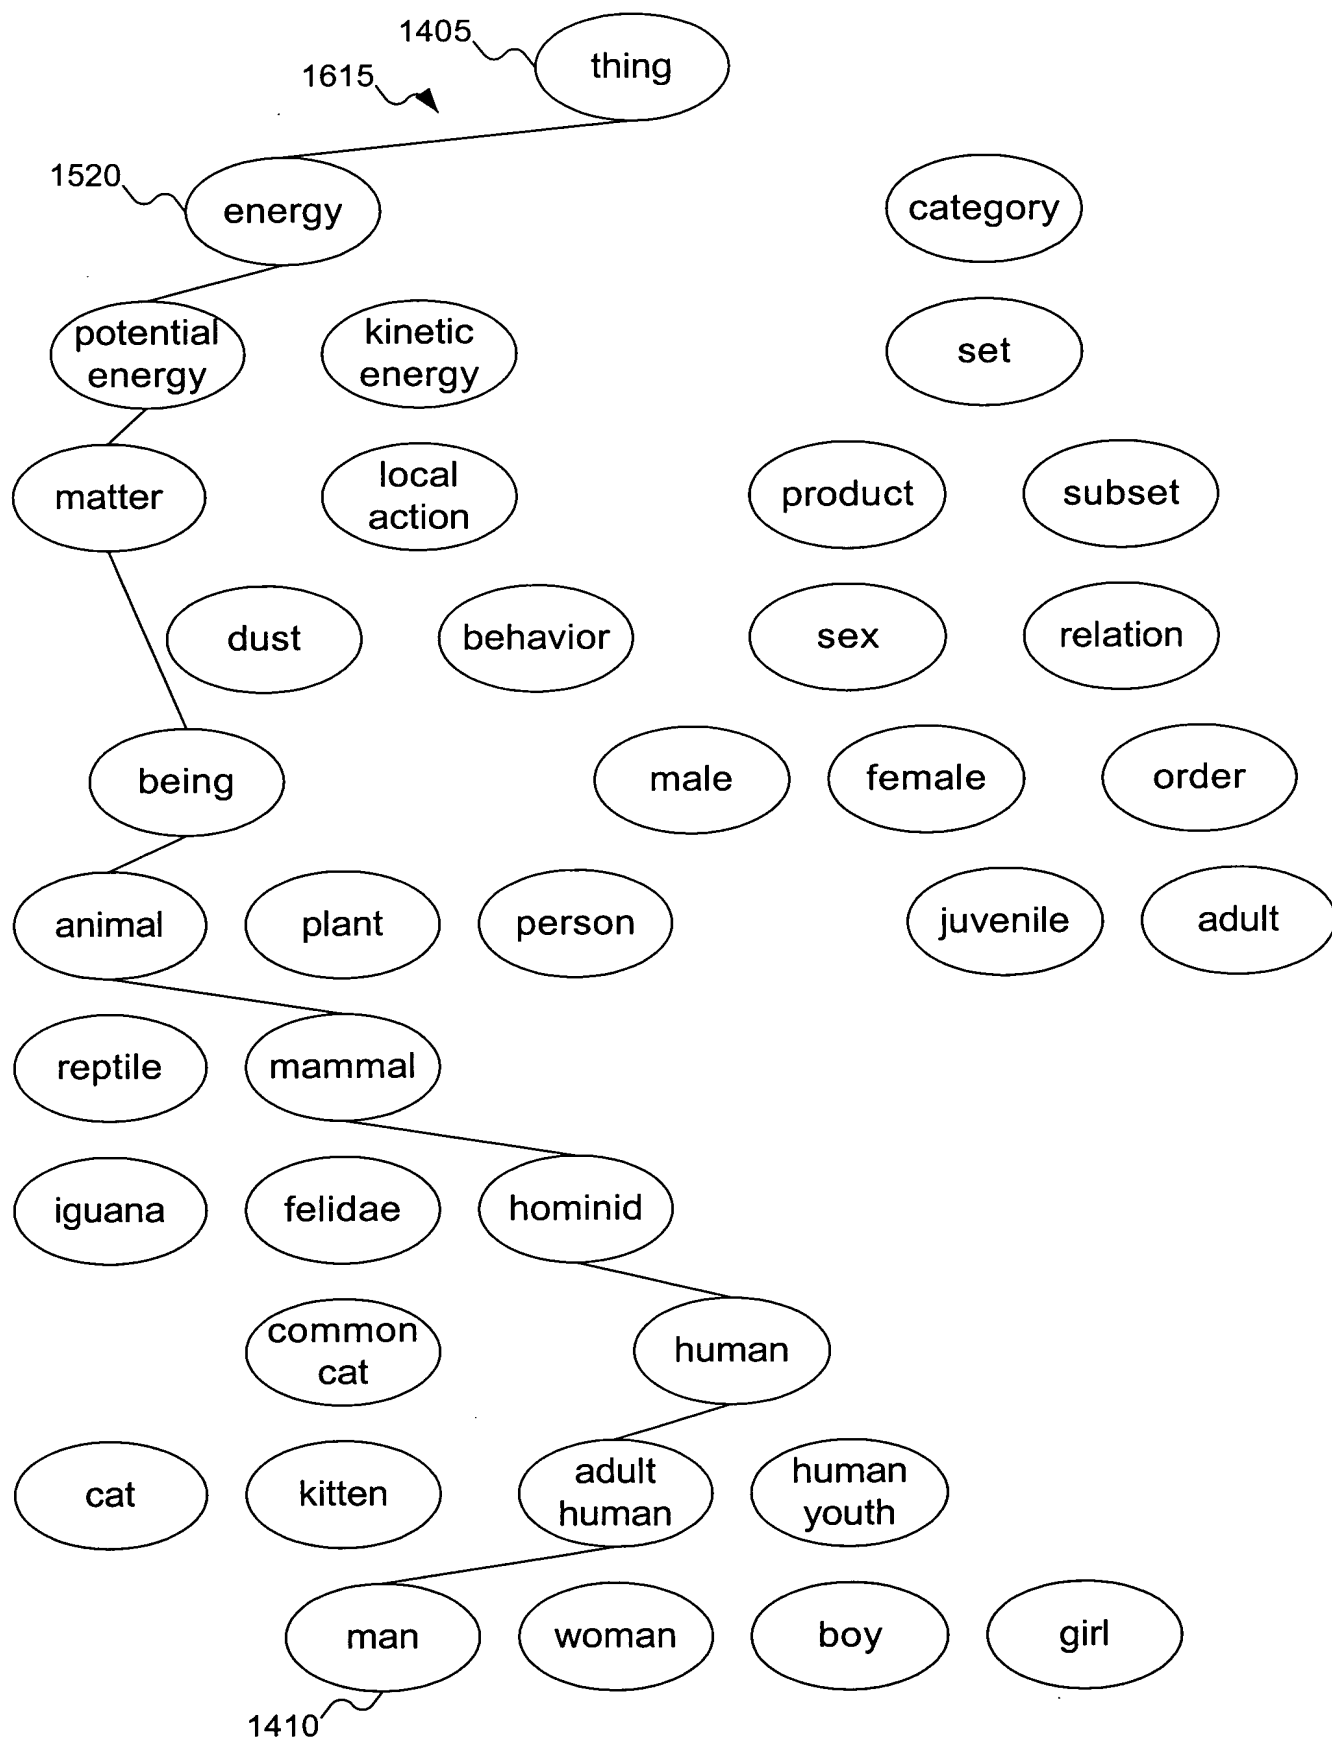 1405
thing
1615
1520
energy
category
potential
energy
kinetic
energy
set
matter
local
action
product
subset
dust
behavior
sex
relation
being
male
female
order
animal
plant
person
juvenile
adult
reptile
mammal
iguana
felidae
hominid
common
cat
human
cat
kitten
adult
human
human
youth
man
woman
boy
girl
1410